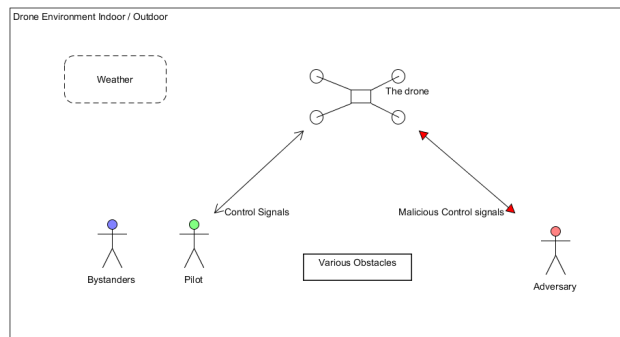 Drone Environment Indoor / Outdoor
Weather
The drone
Control Signals
Malicious Control signals
Various Obstacles
Bystanders
Pilot
Adversary